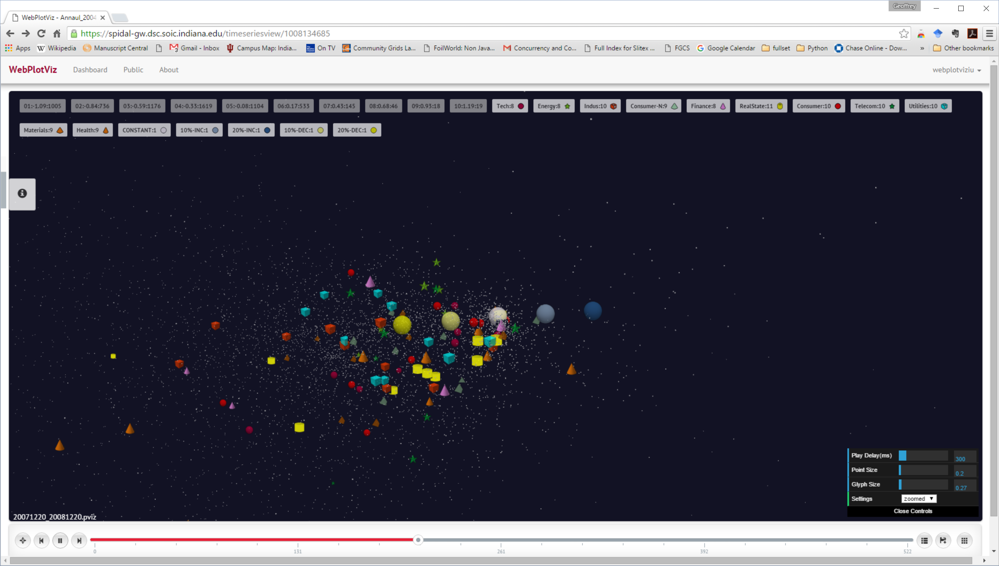 Geoffrey
WebPlotViz - Annaul_2004
https://spidal-gw.dsc.soic.indiana.edu/timeseriesview/1008134685
Apps Wikipedia Manuscript Central Gmail - Inbox Campus Map: India... On TV Community Grids La... FoilWorld: Non Java... Concurrency and Co... Full Index for Slitex ... FGCS Google Calendar fullset Python Chase Online - Dow... » Other bookmarks
WebPlotViz Dashboard Public About webplotviziu
01:-1.09:1005 02:-0.84:736 03:-0.59:1176 04:-0.33:1619 05:-0.08:1104 06:0.17:533 07:0.43:145 08:0.68:46 09:0.93:18 10:1.19:19 Tech:8 Energy:8 Indus:10 Consumer-N:9 Finance:8 RealState:11 Consumer:10 Telecom:10 Utilities:10
Materials:9 Health:9 CONSTANT:1 10%-INC:1 20%-INC:1 10%-DEC:1 20%-DEC:1
Play Delay(ms) 300
Point Size 0.2
Glyph Size 0.27
Settings zoomed
Close Controls
20071220_20081220.pviz
0 131 261 392 522